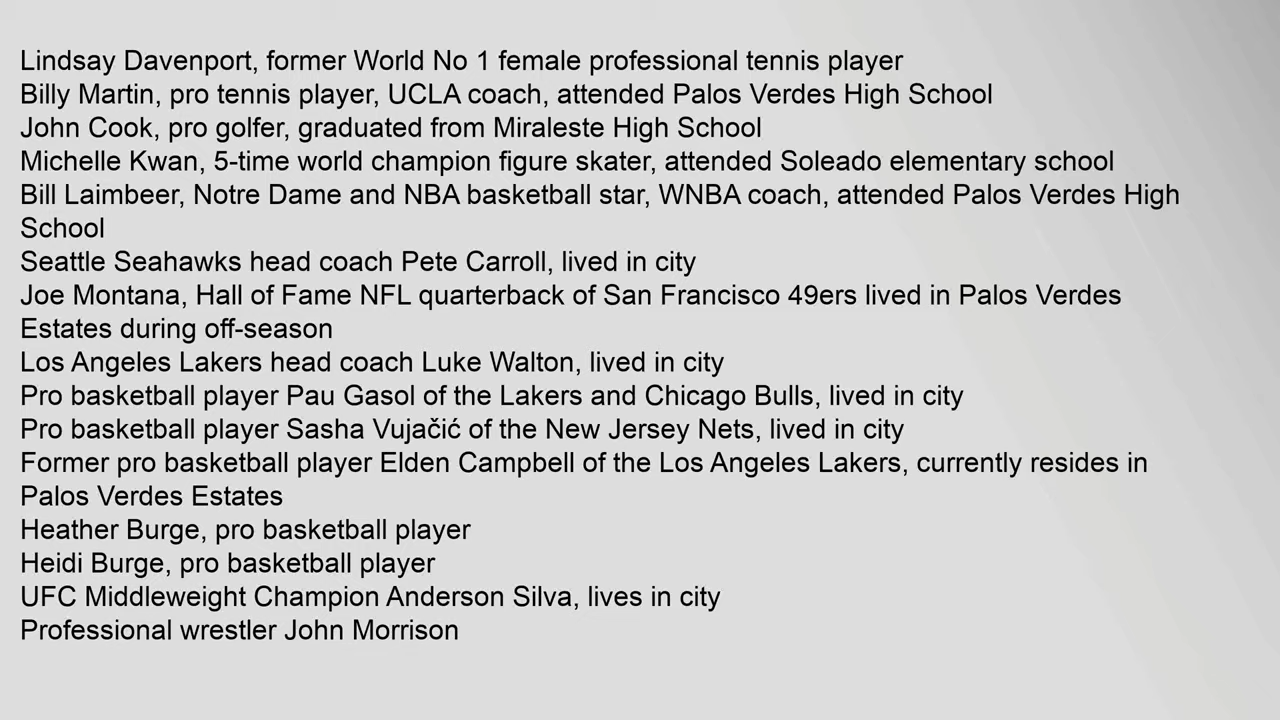 Lindsay Davenport, former World No 1 female professional tennis player
Billy Martin, pro tennis player, UCLA coach, attended Palos Verdes High School
John Cook, pro golfer, graduated from Miraleste High School
Michelle Kwan, 5-time world champion figure skater, attended Soleado elementary school
Bill Laimbeer, Notre Dame and NBA basketball star, WNBA coach, attended Palos Verdes High
School
Seattle Seahawks head coach Pete Carroll, lived in city
Joe Montana, Hall of Fame NFL quarterback of San Francisco 49ers lived in Palos Verdes
Estates during off-season
Los Angeles Lakers head coach Luke Walton, lived in city
Pro basketball player Pau Gasol of the Lakers and Chicago Bulls, lived in city
Pro basketball player Sasha Vujačić of the New Jersey Nets, lived in city
Former pro basketball player Elden Campbell of the Los Angeles Lakers, currently resides in
Palos Verdes Estates
Heather Burge, pro basketball player
Heidi Burge, pro basketball player
UFC Middleweight Champion Anderson Silva, lives in city
Professional wrestler John Morrison